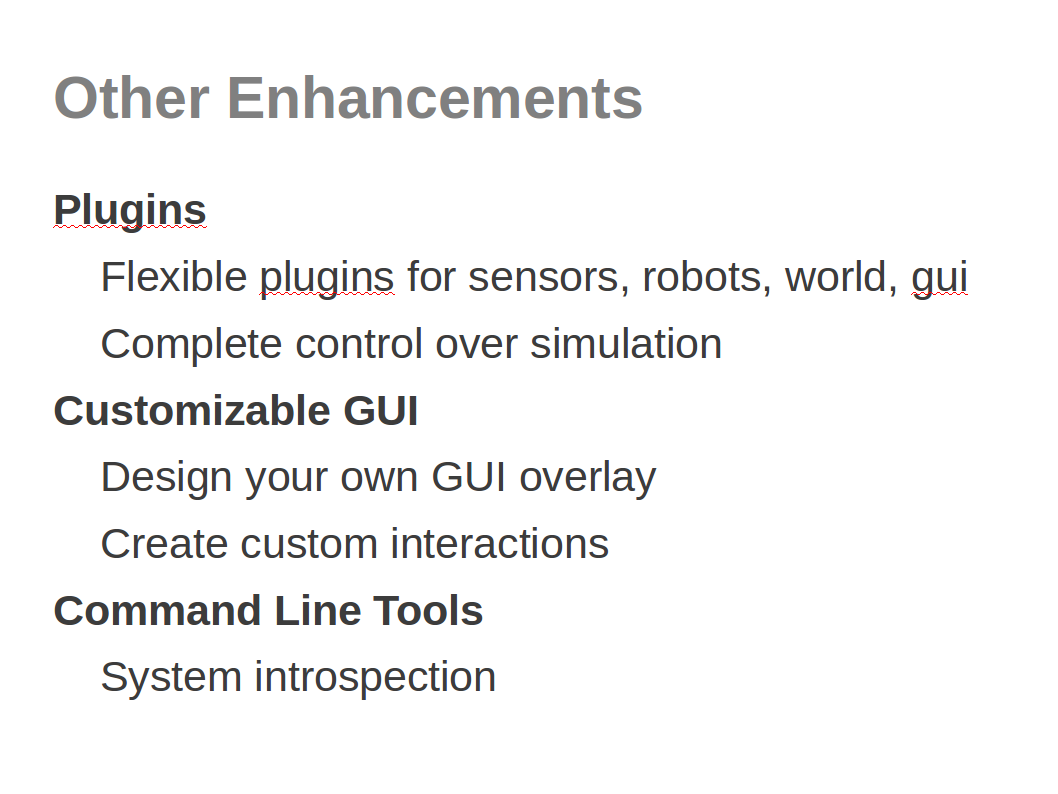 Other Enhancements
Plugins
Flexible plugins for sensors, robots, world, gui
Complete control over simulation
Customizable GUI
Design your own GUI overlay
Create custom interactions
Command Line Tools
System introspection